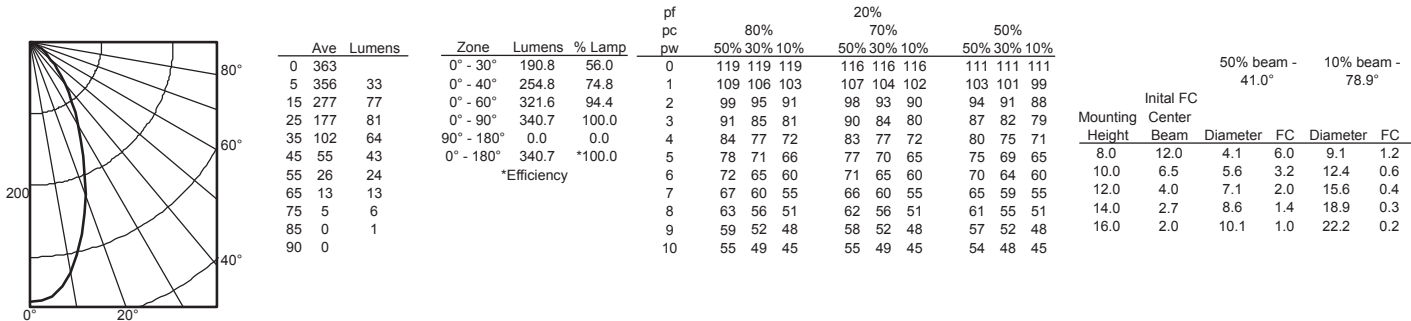 80°
60°
200
40°
0° 20°
Ave Lumens
0 363
5 356 33
15 277 77
25 177 81
35 102 64
45 55 43
55 26 24
65 13 13
75 5 6
85 0 1
90 0
Zone Lumens % Lamp
0° - 30° 190.8 56.0
0° - 40° 254.8 74.8
0° - 60° 321.6 94.4
0° - 90° 340.7 100.0
90° - 180° 0.0 0.0
0° - 180° 340.7 *100.0
*Efficiency
pf 20%
pc 80% 70% 50%
pw 50% 30% 10% 50% 30% 10% 50% 30% 10%
0 119 119 119 116 116 116 111 111 111
1 109 106 103 107 104 102 103 101 99
2 99 95 91 98 93 90 94 91 88
3 91 85 81 90 84 80 87 82 79
4 84 77 72 83 77 72 80 75 71
5 78 71 66 77 70 65 75 69 65
6 72 65 60 71 65 60 70 64 60
7 67 60 55 66 60 55 65 59 55
8 63 56 51 62 56 51 61 55 51
9 59 52 48 58 52 48 57 52 48
10 55 49 45 55 49 45 54 48 45
50% beam - 10% beam -
41.0° 78.9°
Inital FC
Mounting Center
Height Beam Diameter FC Diameter FC
8.0 12.0 4.1 6.0 9.1 1.2
10.0 6.5 5.6 3.2 12.4 0.6
12.0 4.0 7.1 2.0 15.6 0.4
14.0 2.7 8.6 1.4 18.9 0.3
16.0 2.0 10.1 1.0 22.2 0.2